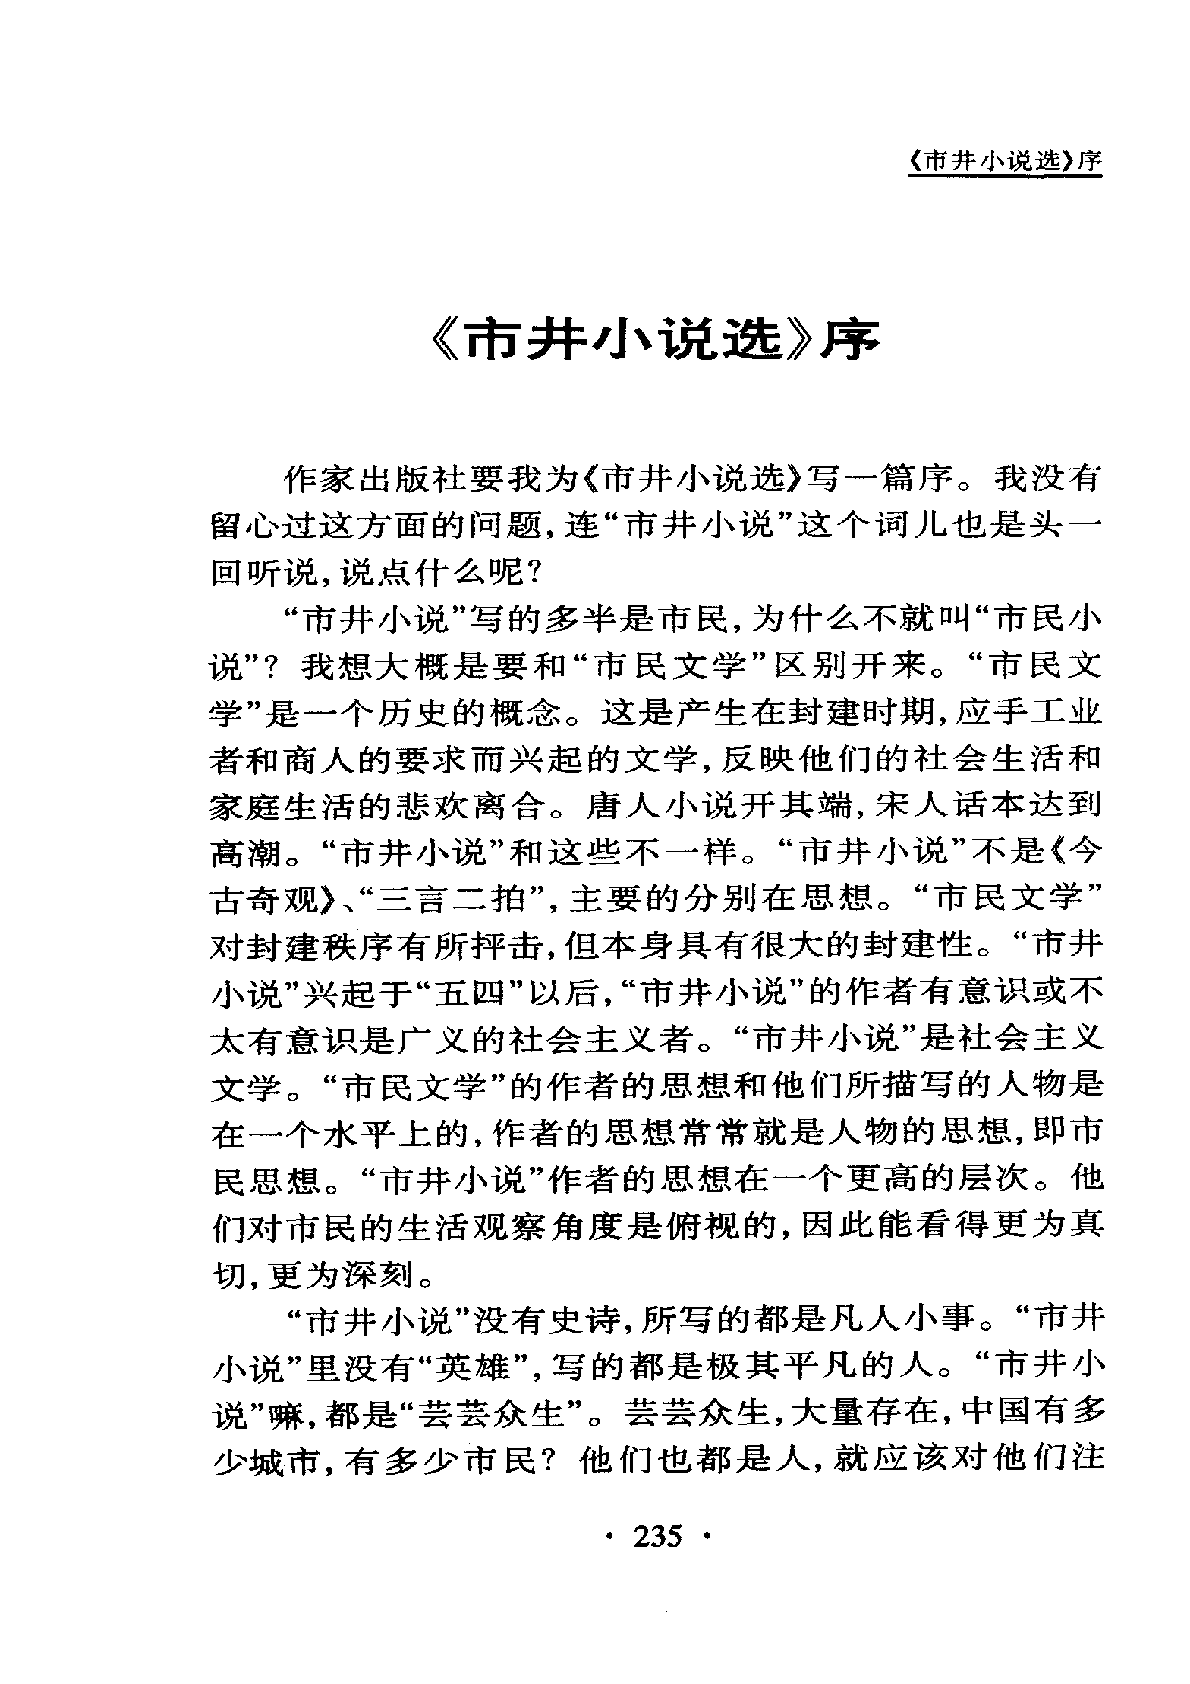 《市井小说选》序
《市井小说选》序
作家出版社要我为《市井小说选》写一篇序。我没有
留心过这方面的问题,连“市井小说”这个词儿也是头一
回听说,说点什么呢?
“市井小说”写的多半是市民,为什么不就叫“市民小
说”? 我想大概是要和“市民文学”区别开来。“市民文
学”是一个历史的概念。这是产生在封建时期,应手工业
者和商人的要求而兴起的文学,反映他们的社会生活和
家庭生活的悲欢离合。唐人小说开其端,宋人话本达到
高潮。“市井小说”和这些不一样。“市井小说”不是《今
古奇观》、“三言二拍”,主要的分别在思想。“市民文学”
对封建秩序有所抨击,但本身具有很大的封建性。“市井
小说”兴起于“五四”以后,“市井小说”的作者有意识或不
太有意识是广义的社会主义者。“市井小说”是社会主义
文学。“市民文学”的作者的思想和他们所描写的人物是
在一个水平上的,作者的思想常常就是人物的思想,即市
民思想。“市井小说”作者的思想在一个更高的层次。他
们对市民的生活观察角度是俯视的,因此能看得更为真
切,更为深刻。
“市井小说”没有史诗,所写的都是凡人小事。“市井
小说”里没有“英雄”,写的都是极其平凡的人。“市井小
说”嘛,都是“芸芸众生”。芸芸众生,大量存在,中国有多
少城市,有多少市民? 他们也都是人,就应该对他们注
· 235 ·